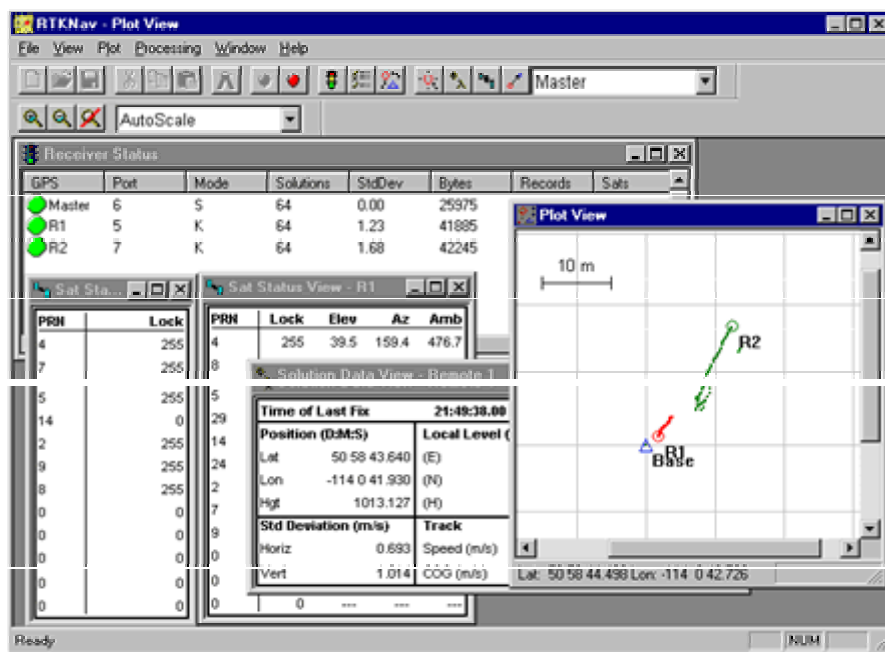 RTKNav - Plot View
File View Plot Processing Window Help
Master
AutoScale
Receiver Status
GPS Port Mode Solutions StdDev Bytes Records Sats
Master 6 S 64 0.00 25975
R1 5 K 64 1.23 41885
R2 7 K 64 1.68 42245
Sat Sta...
PRN Lock
4 255
7 255
5 255
14 0
2 255
9 255
8 255
0 0
0 0
0 0
0 0
0 0
Sat Status View - R1
PRN Lock Elev Az Amb
4 255 39.5 159.4 476.7
8
5
29
14
24
2
7
9
0
0
0 0 --- --- ---
Solution Data View - Remote 1
Time of Last Fix 21:49:38.00
Position (D:M:S) Local Level (
Lat 50 58 43.640 (E)
Lon -114 0 41.930 (N)
Hgt 1013.127 (H)
Std Deviation (m/s) Track
Horiz 0.693 Speed (m/s)
Vert 1.014 COG (m/s)
Plot View
10 m
R2
R1
Base
Lat: 50 58 44.498 Lon: -114 0 42.726
Ready NUM